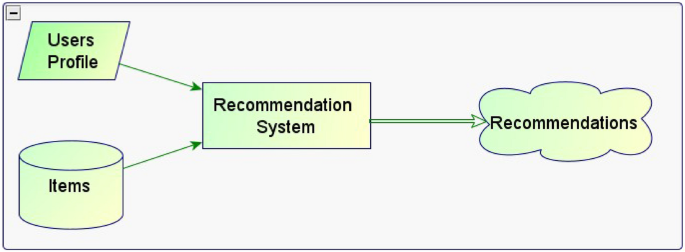 Users
Profile
Recommendation
System
Recommendations
Items